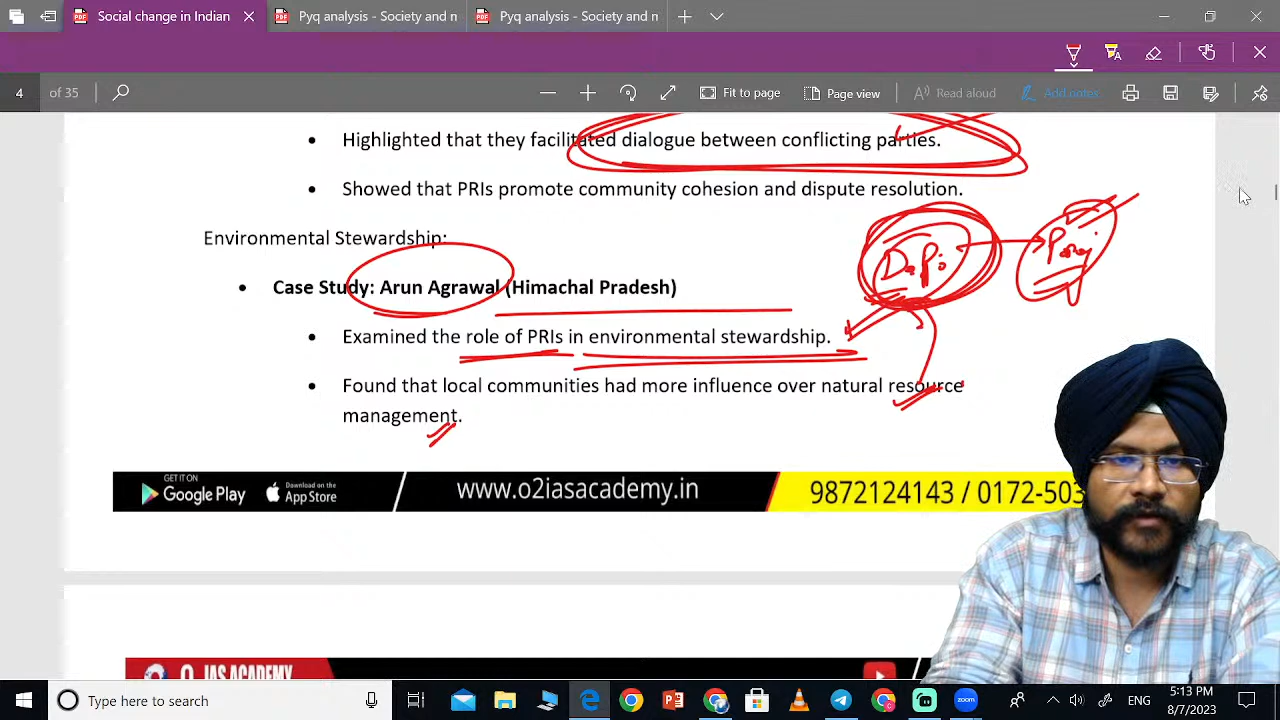 Social change in Indian
Pyq analysis - Society and n
Pyq analysis - Society and n
4 of 35
Fit to page
Page view
Read aloud
Add notes
• Highlighted that they facilitated dialogue between conflicting parties.
• Showed that PRIs promote community cohesion and dispute resolution.
Environmental Stewardship:
• Case Study: Arun Agrawal (Himachal Pradesh)
• Examined the role of PRIs in environmental stewardship.
• Found that local communities had more influence over natural resource
management.
GET IT ON
Google Play
Download on the
App Store
www.o2iasacademy.in
9872124143 / 0172-503
IAS ACADEMY
Type here to search
zoom
ENG
5:13 PM
8/7/2023